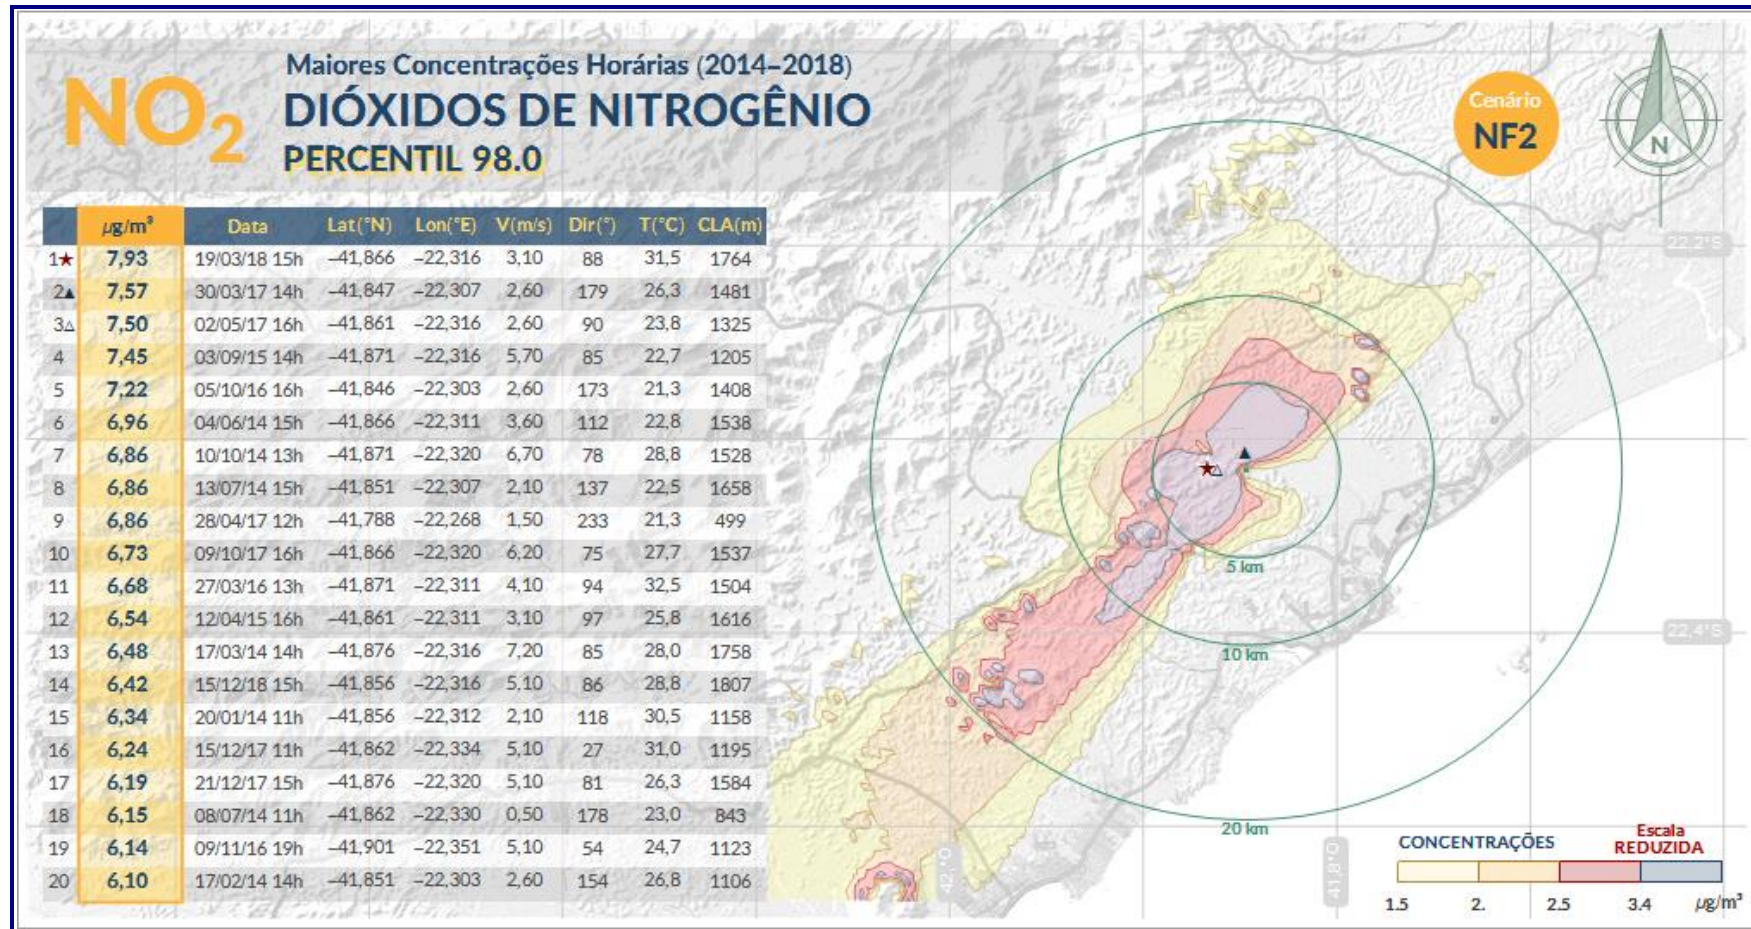 NO₂
Maiores Concentrações Horárias (2014–2018)
DIÓXIDOS DE NITROGÊNIO
PERCENTIL 98.0
µg/m³ Data Lat(°N) Lon(°E) V(m/s) Dir(°) T(°C) CLA(m)
1★ 7,93 19/03/18 15h –41,866 –22,316 3,10 88 31,5 1764
2▲ 7,57 30/03/17 14h –41,847 –22,307 2,60 179 26,3 1481
3△ 7,50 02/05/17 16h –41,861 –22,316 2,60 90 23,8 1325
4 7,45 03/09/15 14h –41,871 –22,316 5,70 85 22,7 1205
5 7,22 05/10/16 16h –41,846 –22,303 2,60 173 21,3 1408
6 6,96 04/06/14 15h –41,866 –22,311 3,60 112 22,8 1538
7 6,86 10/10/14 13h –41,871 –22,320 6,70 78 28,8 1528
8 6,86 13/07/14 15h –41,851 –22,307 2,10 137 22,5 1658
9 6,86 28/04/17 12h –41,788 –22,268 1,50 233 21,3 499
10 6,73 09/10/17 16h –41,866 –22,320 6,20 75 27,7 1537
11 6,68 27/03/16 13h –41,871 –22,311 4,10 94 32,5 1504
12 6,54 12/04/15 16h –41,861 –22,311 3,10 97 25,8 1616
13 6,48 17/03/14 14h –41,876 –22,316 7,20 85 28,0 1758
14 6,42 15/12/18 15h –41,856 –22,316 5,10 86 28,8 1807
15 6,34 20/01/14 11h –41,856 –22,312 2,10 118 30,5 1158
16 6,24 15/12/17 11h –41,862 –22,334 5,10 27 31,0 1195
17 6,19 21/12/17 15h –41,876 –22,320 5,10 81 26,3 1584
18 6,15 08/07/14 11h –41,862 –22,330 0,50 178 23,0 843
19 6,14 09/11/16 19h –41,901 –22,351 5,10 54 24,7 1123
20 6,10 17/02/14 14h –41,851 –22,303 2,60 154 26,8 1106
Cenário
NF2
N
22,2°S
5 km
22,4°S
10 km
20 km
42,°O
41,8°O
CONCENTRAÇÕES
Escala
REDUZIDA
1.5 2. 2.5 3.4 µg/m³